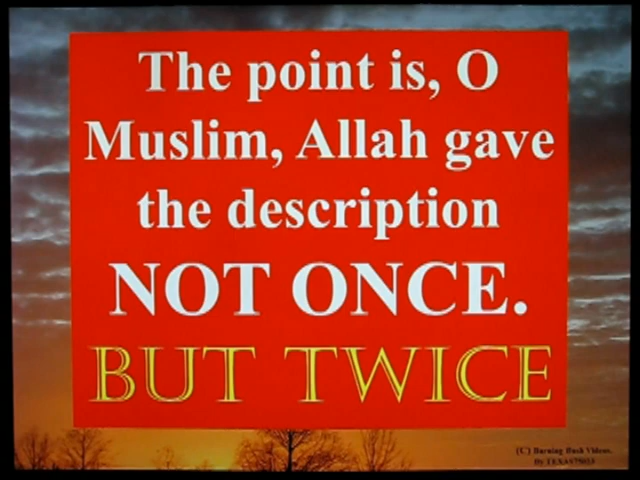 The point is, O
Muslim, Allah gave
the description
NOT ONCE.
BUT TWICE
(C) Burning Bush Videos.